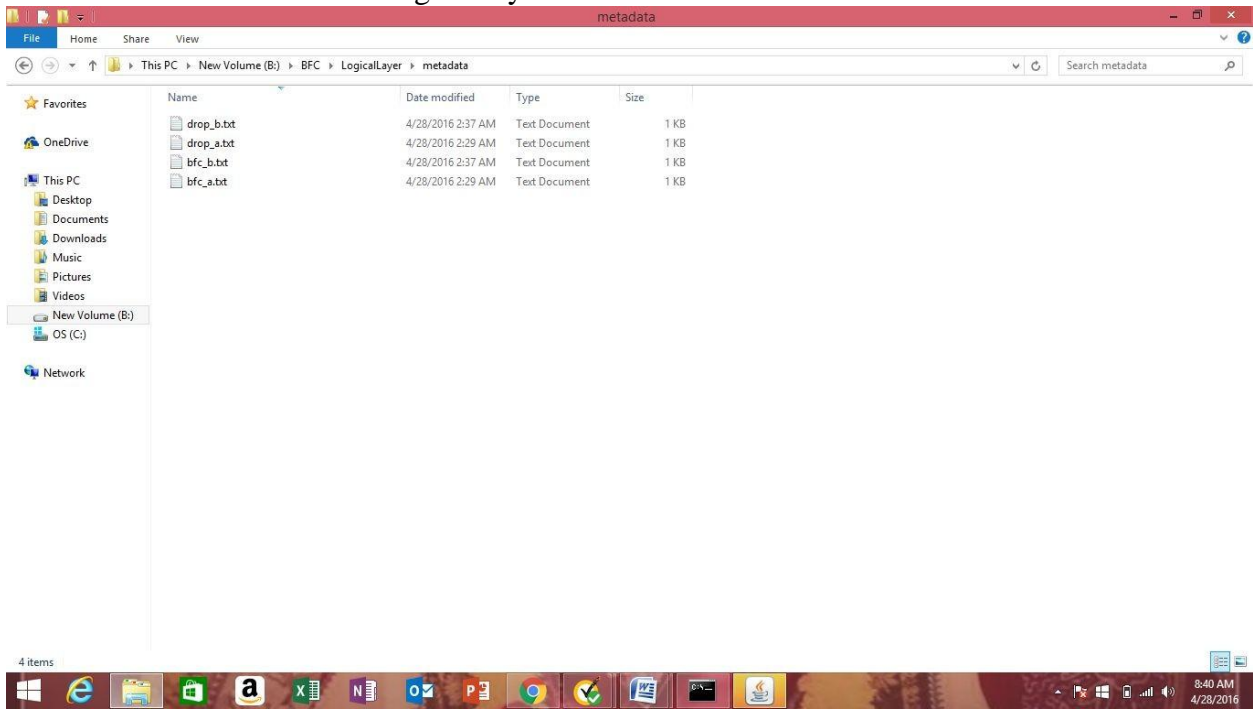 metadata
File Home Share View
This PC New Volume (B:) BFC LogicalLayer metadata
Search metadata
Name Date modified Type Size
drop_b.txt 4/28/2016 2:37 AM Text Document 1 KB
drop_a.txt 4/28/2016 2:29 AM Text Document 1 KB
bfc_b.txt 4/28/2016 2:37 AM Text Document 1 KB
bfc_a.txt 4/28/2016 2:29 AM Text Document 1 KB
Favorites
OneDrive
This PC
Desktop
Documents
Downloads
Music
Pictures
Videos
New Volume (B:)
OS (C:)
Network
4 items
8:40 AM
4/28/2016